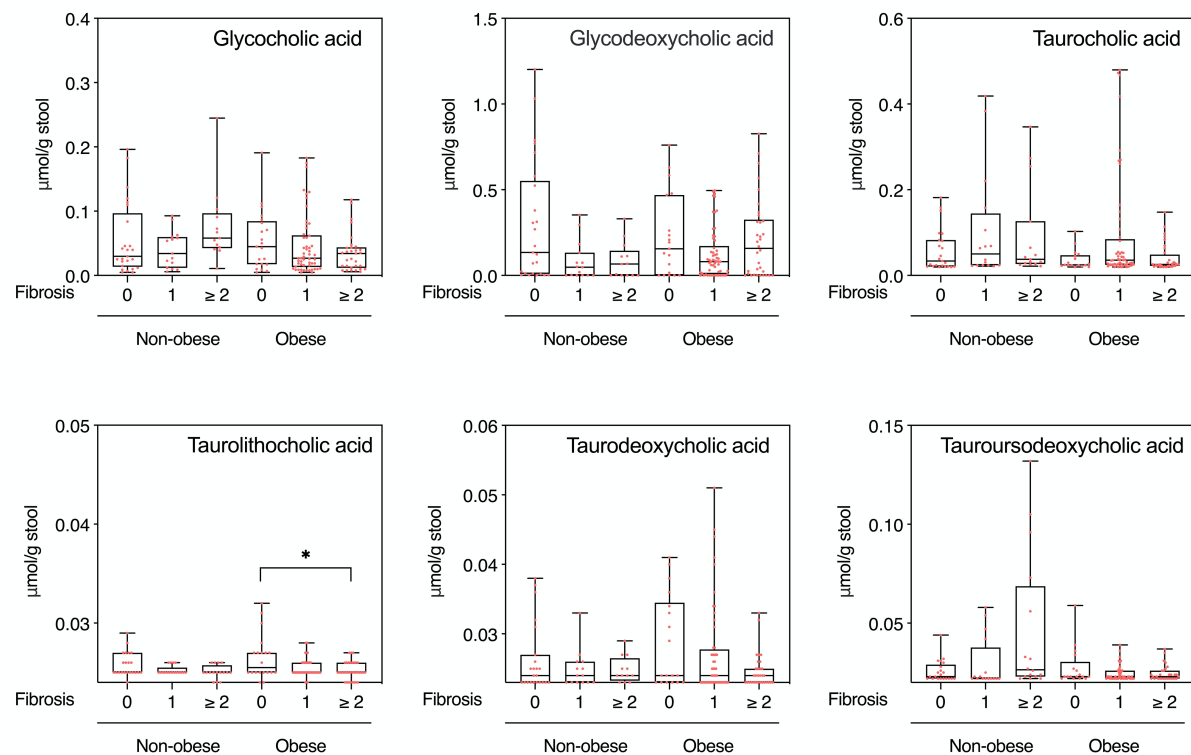 Glycocholic acid
µmol/g stool
0.4
0.3
0.2
0.1
0.0
Fibrosis 0 1 ≥ 2 0 1 ≥ 2
Non-obese Obese
Glycodeoxycholic acid
µmol/g stool
1.5
1.0
0.5
0.0
Fibrosis 0 1 ≥ 2 0 1 ≥ 2
Non-obese Obese
Taurocholic acid
µmol/g stool
0.6
0.4
0.2
0.0
Fibrosis 0 1 ≥ 2 0 1 ≥ 2
Non-obese Obese
Taurolithocholic acid
µmol/g stool
0.05
0.04
0.03
*
Fibrosis 0 1 ≥ 2 0 1 ≥ 2
Non-obese Obese
Taurodeoxycholic acid
µmol/g stool
0.06
0.05
0.04
0.03
Fibrosis 0 1 ≥ 2 0 1 ≥ 2
Non-obese Obese
Tauroursodeoxycholic acid
µmol/g stool
0.15
0.10
0.05
Fibrosis 0 1 ≥ 2 0 1 ≥ 2
Non-obese Obese